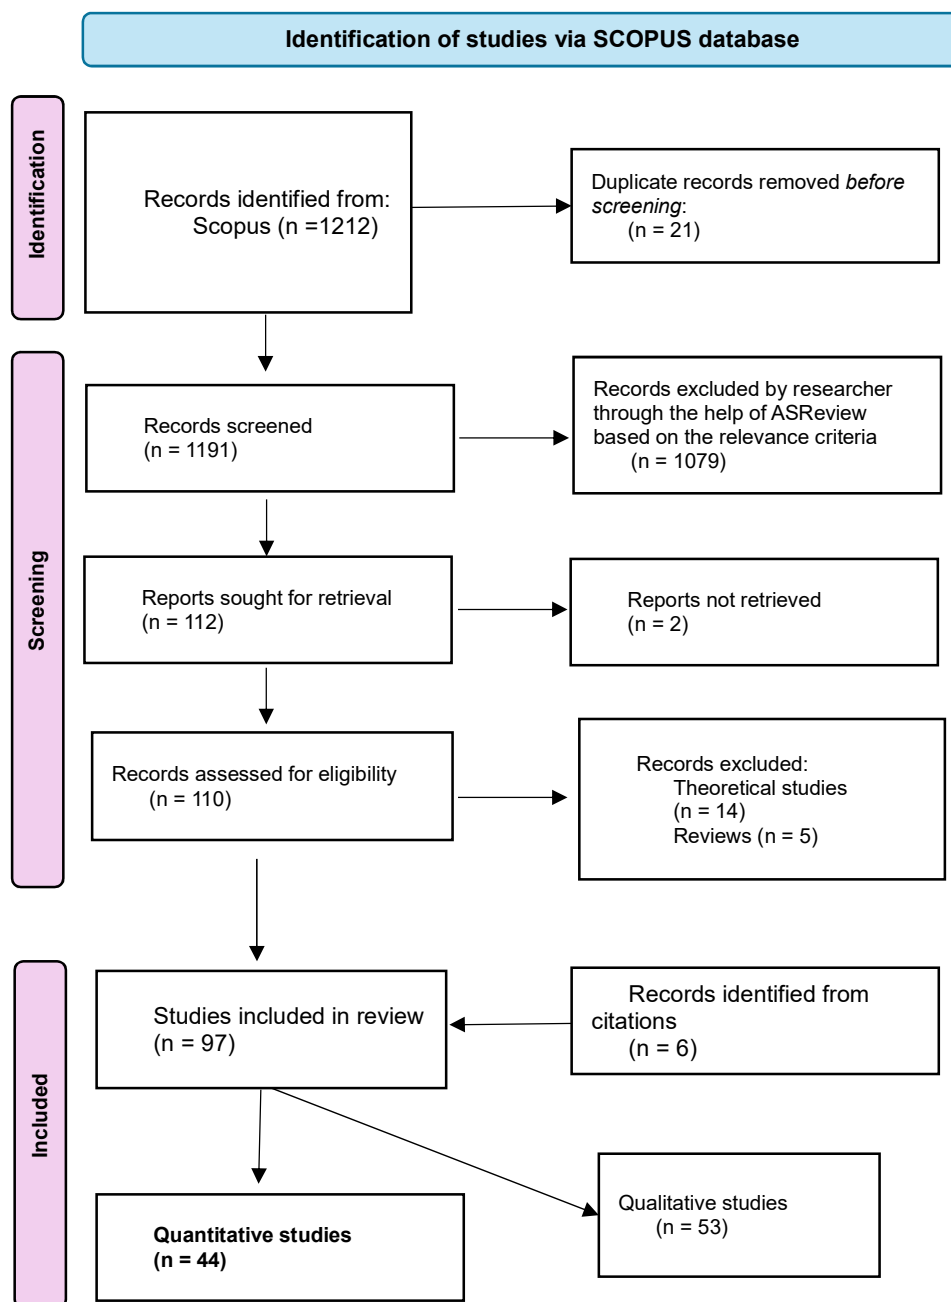 Identification of studies via SCOPUS database
Identification
Records identified from:
Scopus (n =1212)
Duplicate records removed before
screening:
(n = 21)
Screening
Records screened
(n = 1191)
Records excluded by researcher
through the help of ASReview
based on the relevance criteria
(n = 1079)
Reports sought for retrieval
(n = 112)
Reports not retrieved
(n = 2)
Records assessed for eligibility
(n = 110)
Records excluded:
Theoretical studies
(n = 14)
Reviews (n = 5)
Included
Studies included in review
(n = 97)
Records identified from
citations
(n = 6)
Quantitative studies
(n = 44)
Qualitative studies
(n = 53)